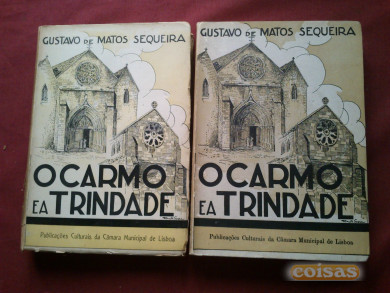 GUSTAVO DE MATOS SEQUEIRA
O CARMO
E A TRINDADE
Publicações Culturais da Câmara Municipal de Lisboa
GUSTAVO DE MATOS SEQUEIRA
O CARMO
E A TRINDADE
Publicações Culturais da Câmara Municipal de Lisboa
coisas